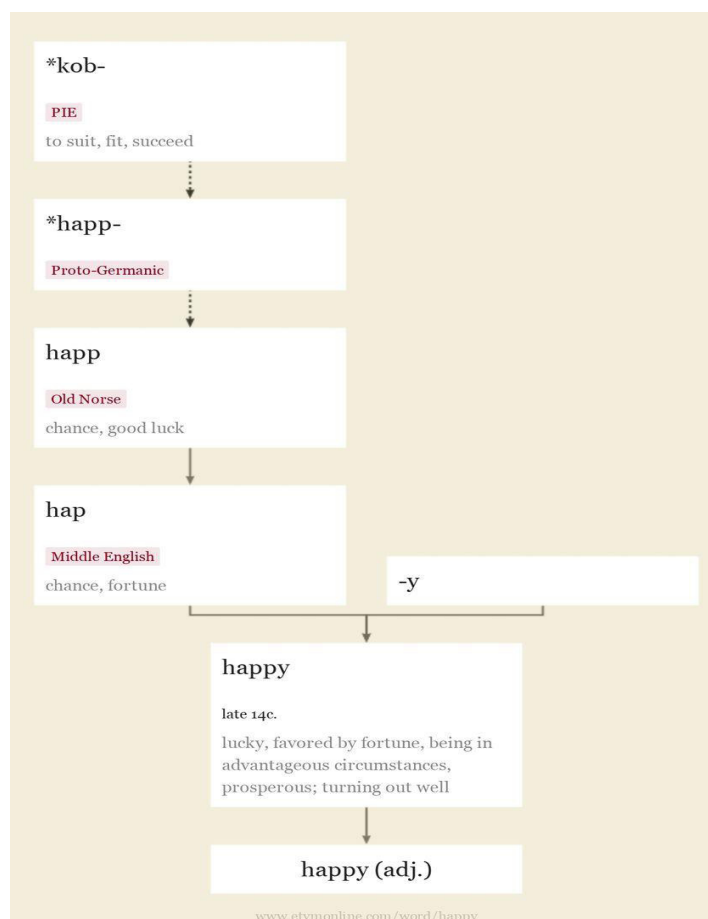 *kob-
PIE
to suit, fit, succeed
*happ-
Proto-Germanic
happ
Old Norse
chance, good luck
hap
Middle English
chance, fortune
-y
happy
late 14c.
lucky, favored by fortune, being in
advantageous circumstances,
prosperous; turning out well
happy (adj.)
www.etymonline.com/word/happy